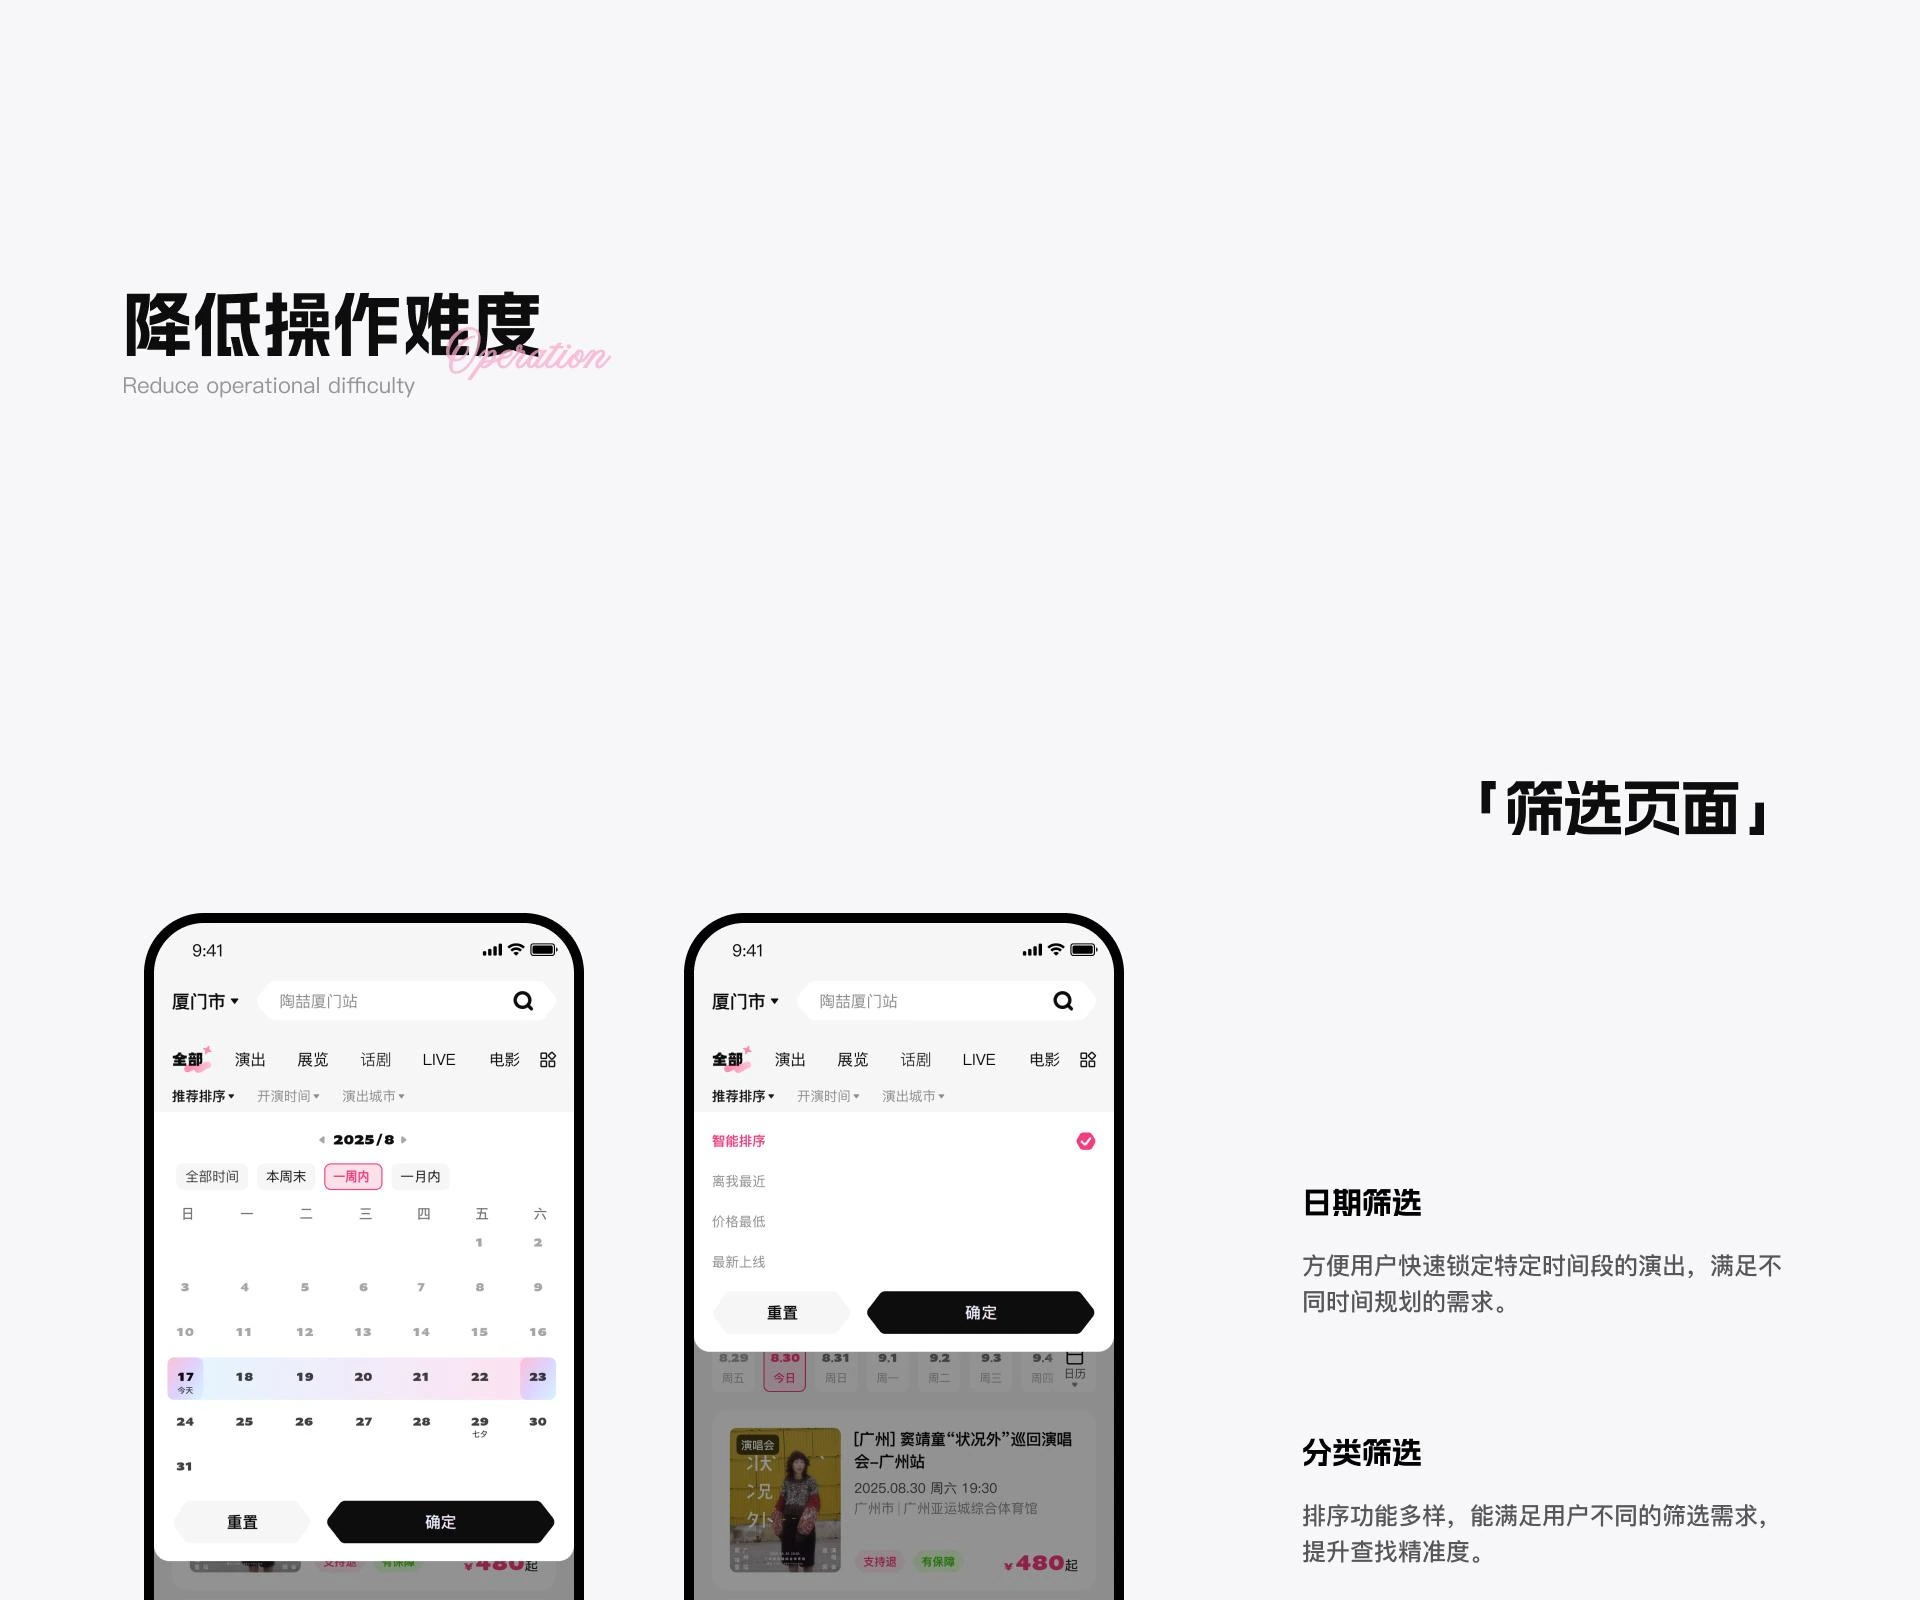 降低操作难度
Operation
Reduce operational difficulty
「筛选页面」
9:41
厦门市
陶喆厦门站
全部 演出 展览 话剧 LIVE 电影
推荐排序 开演时间 演出城市
2025/8
全部时间 本周末 一周内 一月内
日 一 二 三 四 五 六
1 2
3 4 5 6 7 8 9
10 11 12 13 14 15 16
17 18 19 20 21 22 23
今天
24 25 26 27 28 29 30
七夕
31
重置 确定
支持退 有保障 ¥480起
9:41
厦门市
陶喆厦门站
全部 演出 展览 话剧 LIVE 电影
推荐排序 开演时间 演出城市
智能排序
离我最近
价格最低
最新上线
重置 确定
8.29 8.30 8.31 9.1 9.2 9.3 9.4
周五 今日 周日 周一 周二 周三 周四 日历
演唱会
状
况
外
[广州] 窦靖童“状况外”巡回演唱
会-广州站
2025.08.30 周六 19:30
广州市 | 广州亚运城综合体育馆
支持退 有保障 ¥480起
日期筛选
方便用户快速锁定特定时间段的演出，满足不
同时间规划的需求。
分类筛选
排序功能多样，能满足用户不同的筛选需求，
提升查找精准度。